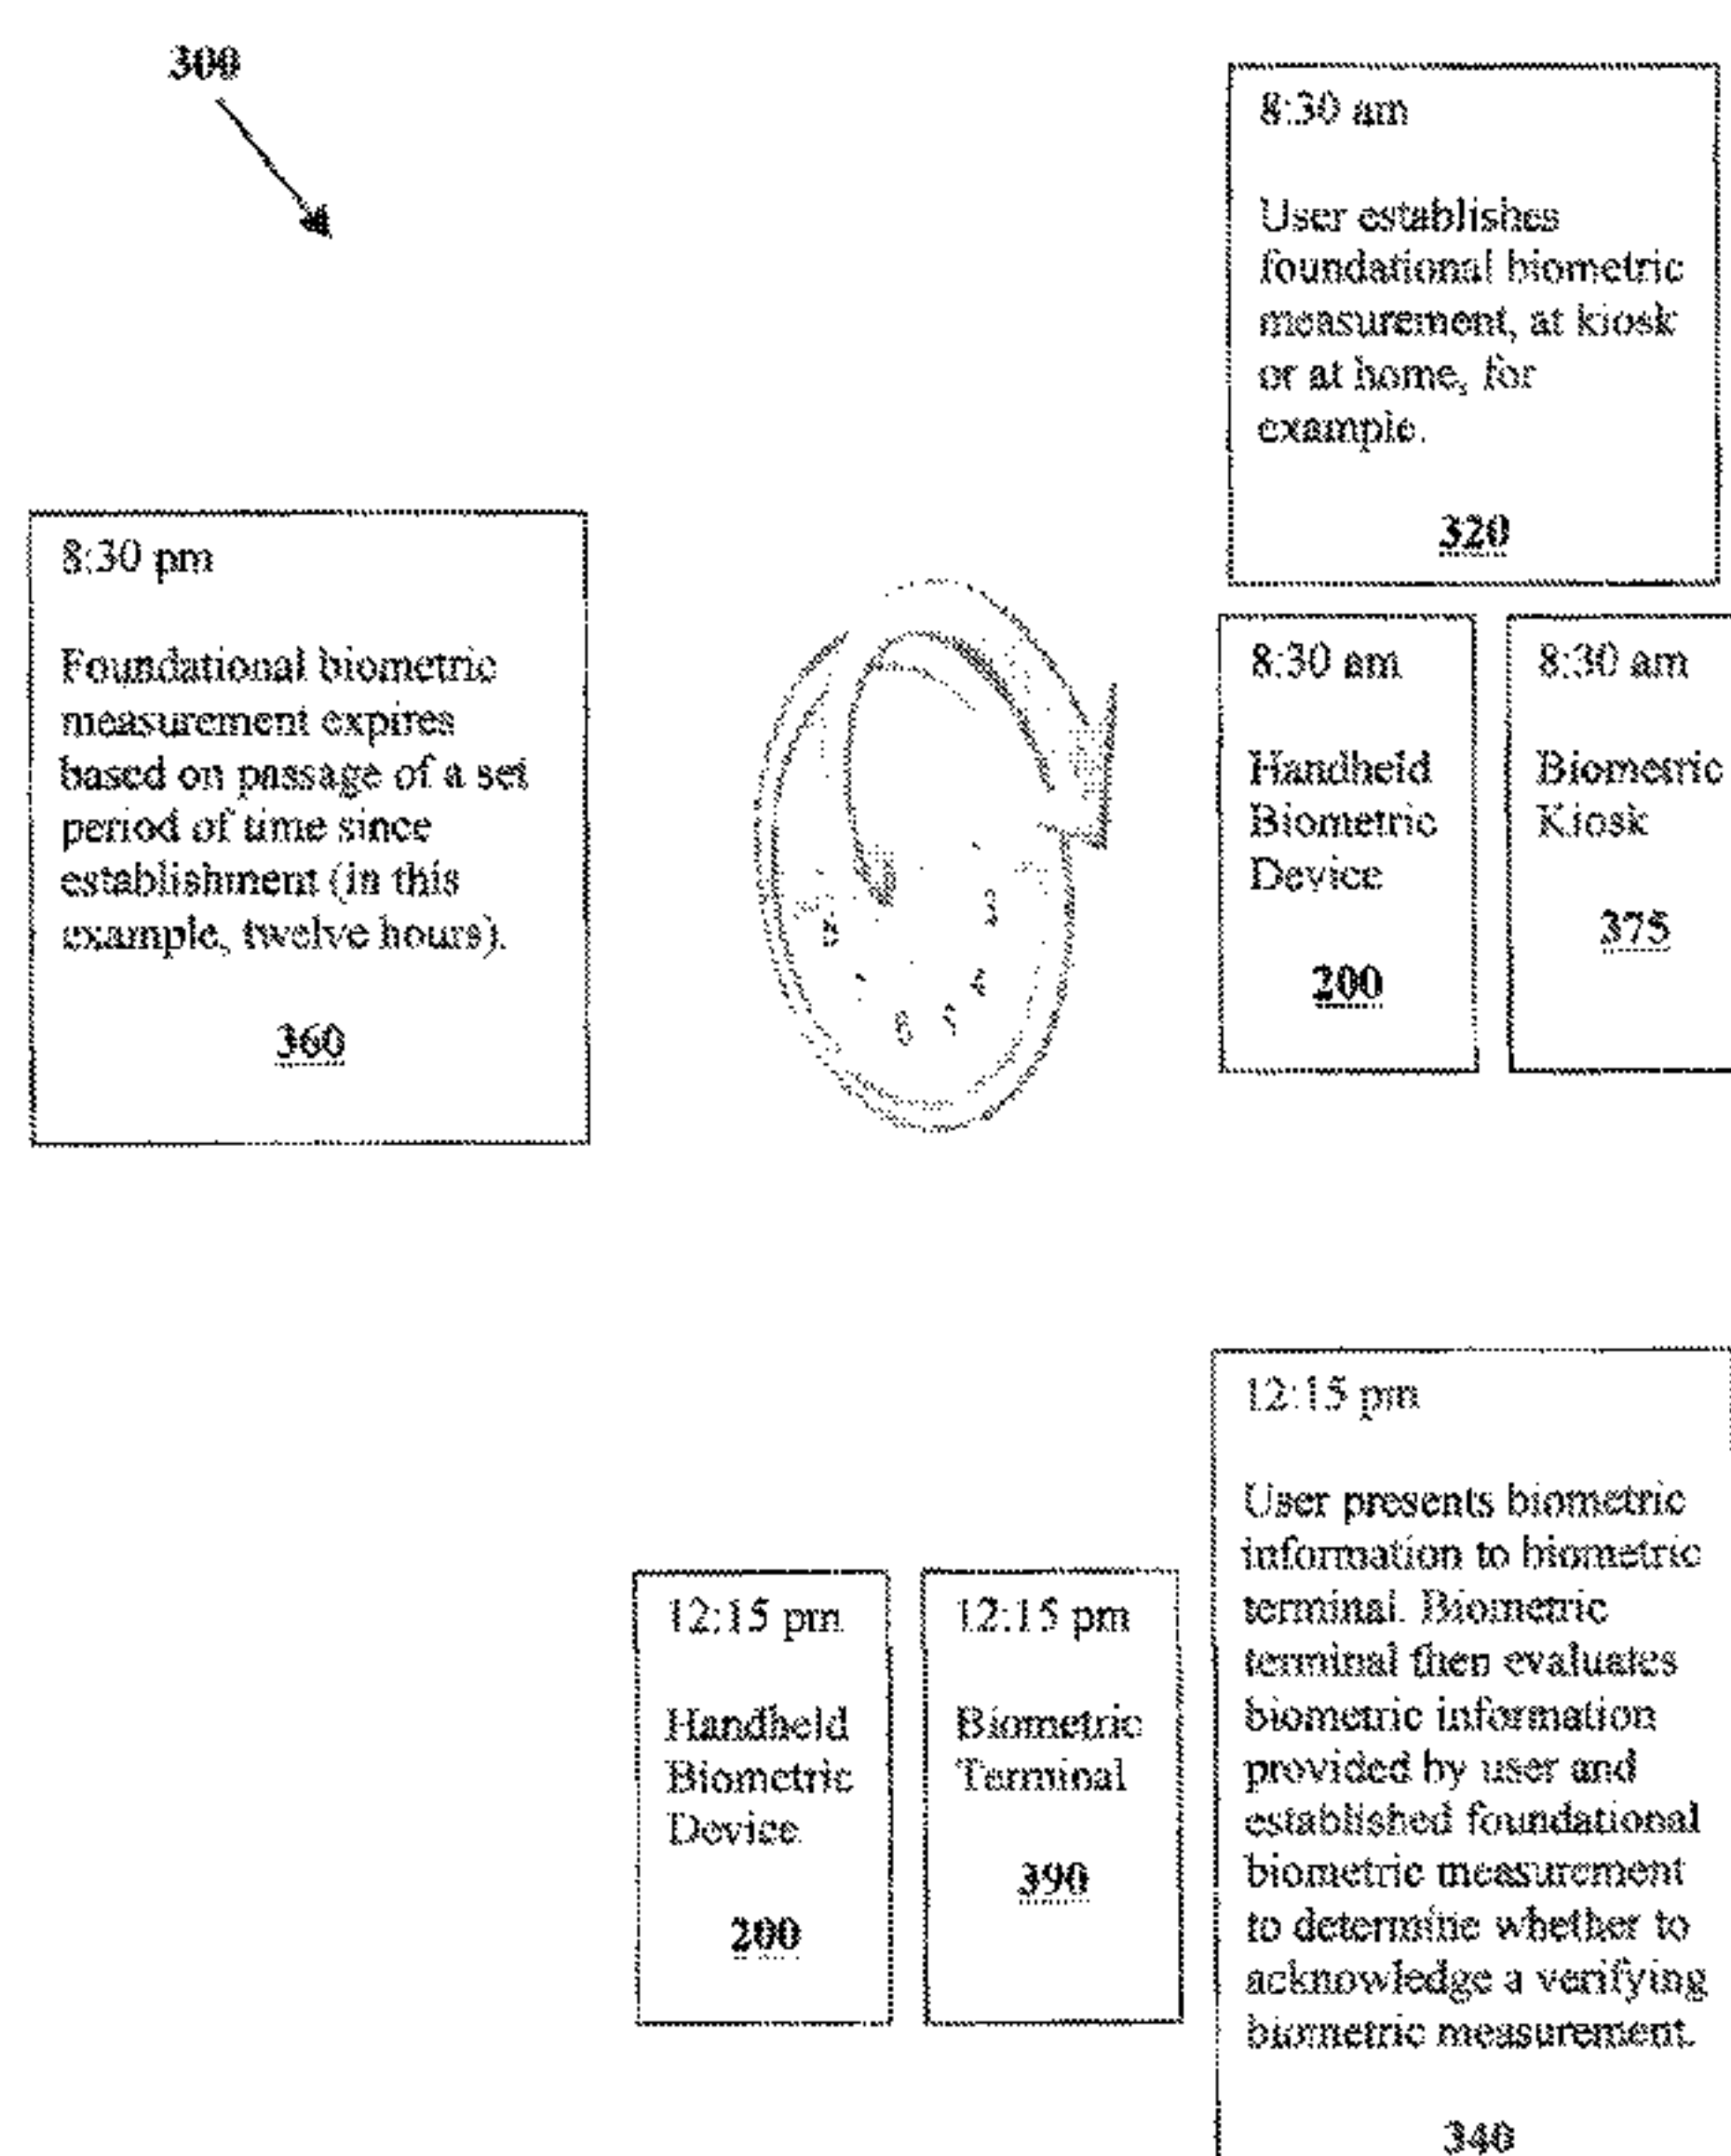 300
8:30 am
User establishes
foundational biometric
measurement, at kiosk
or at home, for
example.
320
8:30 pm
Foundational biometric
measurement expires
based on passage of a set
period of time since
establishment (in this
example, twelve hours).
360
8:30 am
Handheld
Biometric
Device
200
8:30 am
Biometric
Kiosk
375
12:15 pm
Handheld
Biometric
Device
200
12:15 pm
Biometric
Terminal
390
12:15 pm
User presents biometric
information to biometric
terminal. Biometric
terminal then evaluates
biometric information
provided by user and
established foundational
biometric measurement
to determine whether to
acknowledge a verifying
biometric measurement.
340